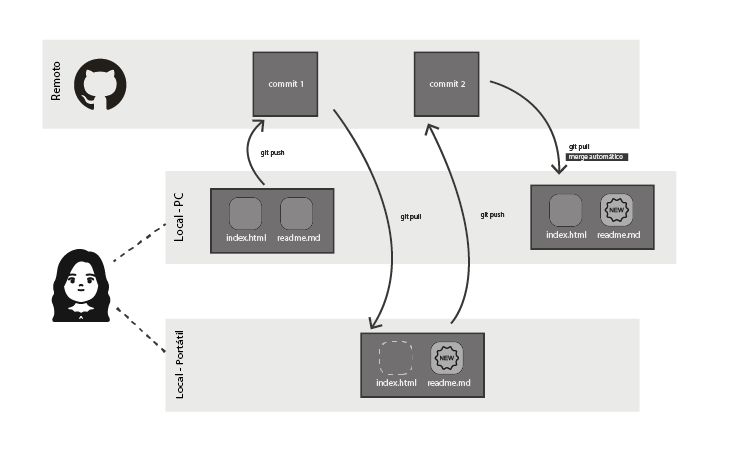 Remoto
commit 1
commit 2
git push
git pull
merge automático
Local - PC
index.html
readme.md
git pull
git push
NEW
index.html
readme.md
Local - Portátil
NEW
index.html
readme.md